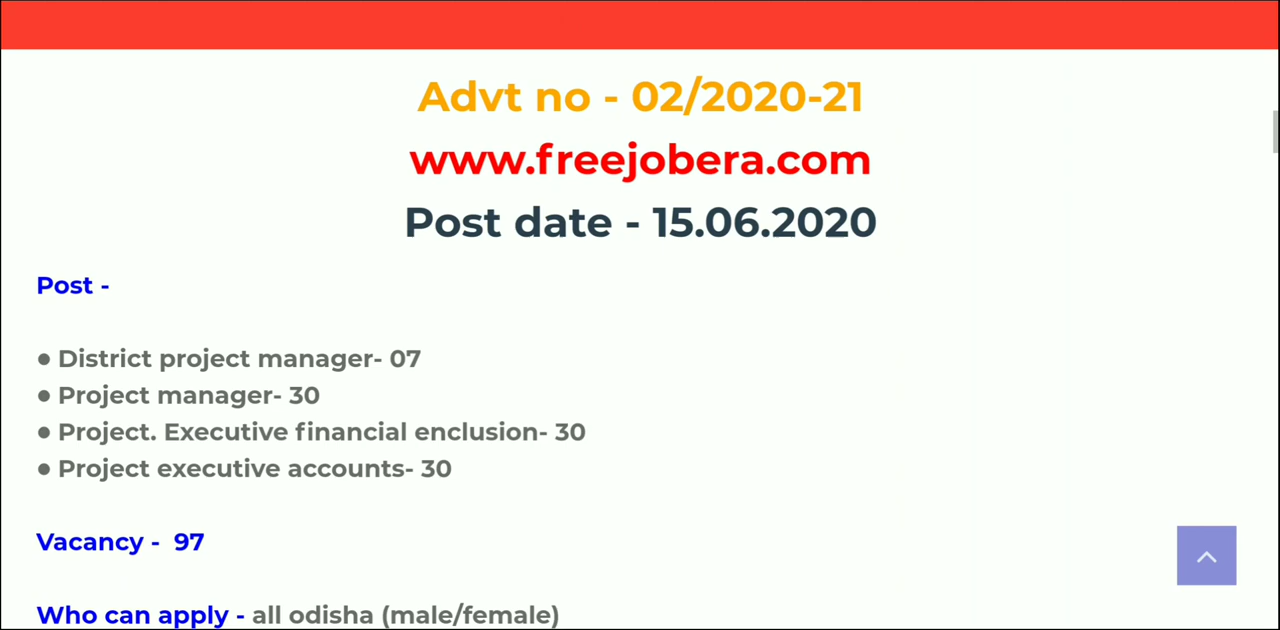 Advt no - 02/2020-21
www.freejobera.com
Post date - 15.06.2020
Post -
● District project manager- 07
● Project manager- 30
● Project. Executive financial enclusion- 30
● Project executive accounts- 30
Vacancy - 97
Who can apply - all odisha (male/female)